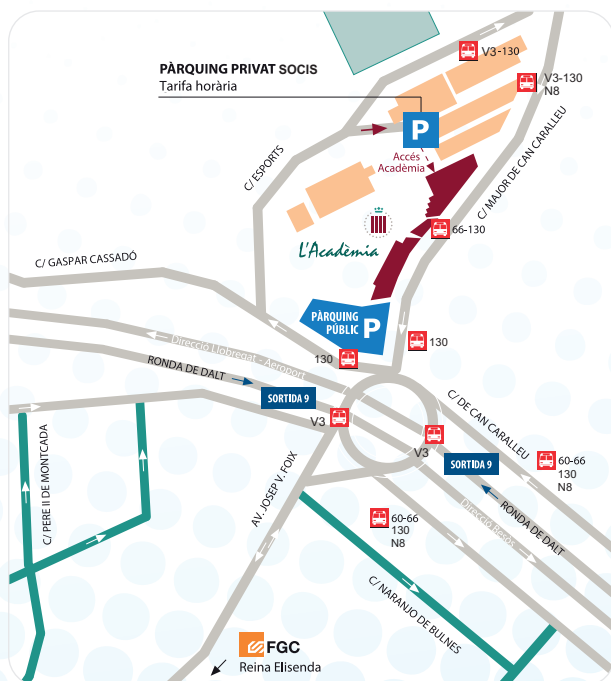 V3-130
PÀRQUING PRIVAT SOCIS
Tarifa horària
V3-130
N8
P
Accés
Acadèmia
C/ ESPORTS
C/ MAJOR DE CAN CARALLEU
66-130
L'Acadèmia
C/ GASPAR CASSADÓ
PÀRQUING
PÚBLIC
P
130
130
Direcció Llobregat - Aeroport
RONDA DE DALT
SORTIDA 9
V3
V3
C/ DE CAN CARALLEU
SORTIDA 9
60-66
130
N8
RONDA DE DALT
Direcció Besòs
C/ PERE II DE MONTCADA
AV. JOSEP V. FOIX
60-66
130
N8
C/ NARANJO DE BULNES
FGC
Reina Elisenda